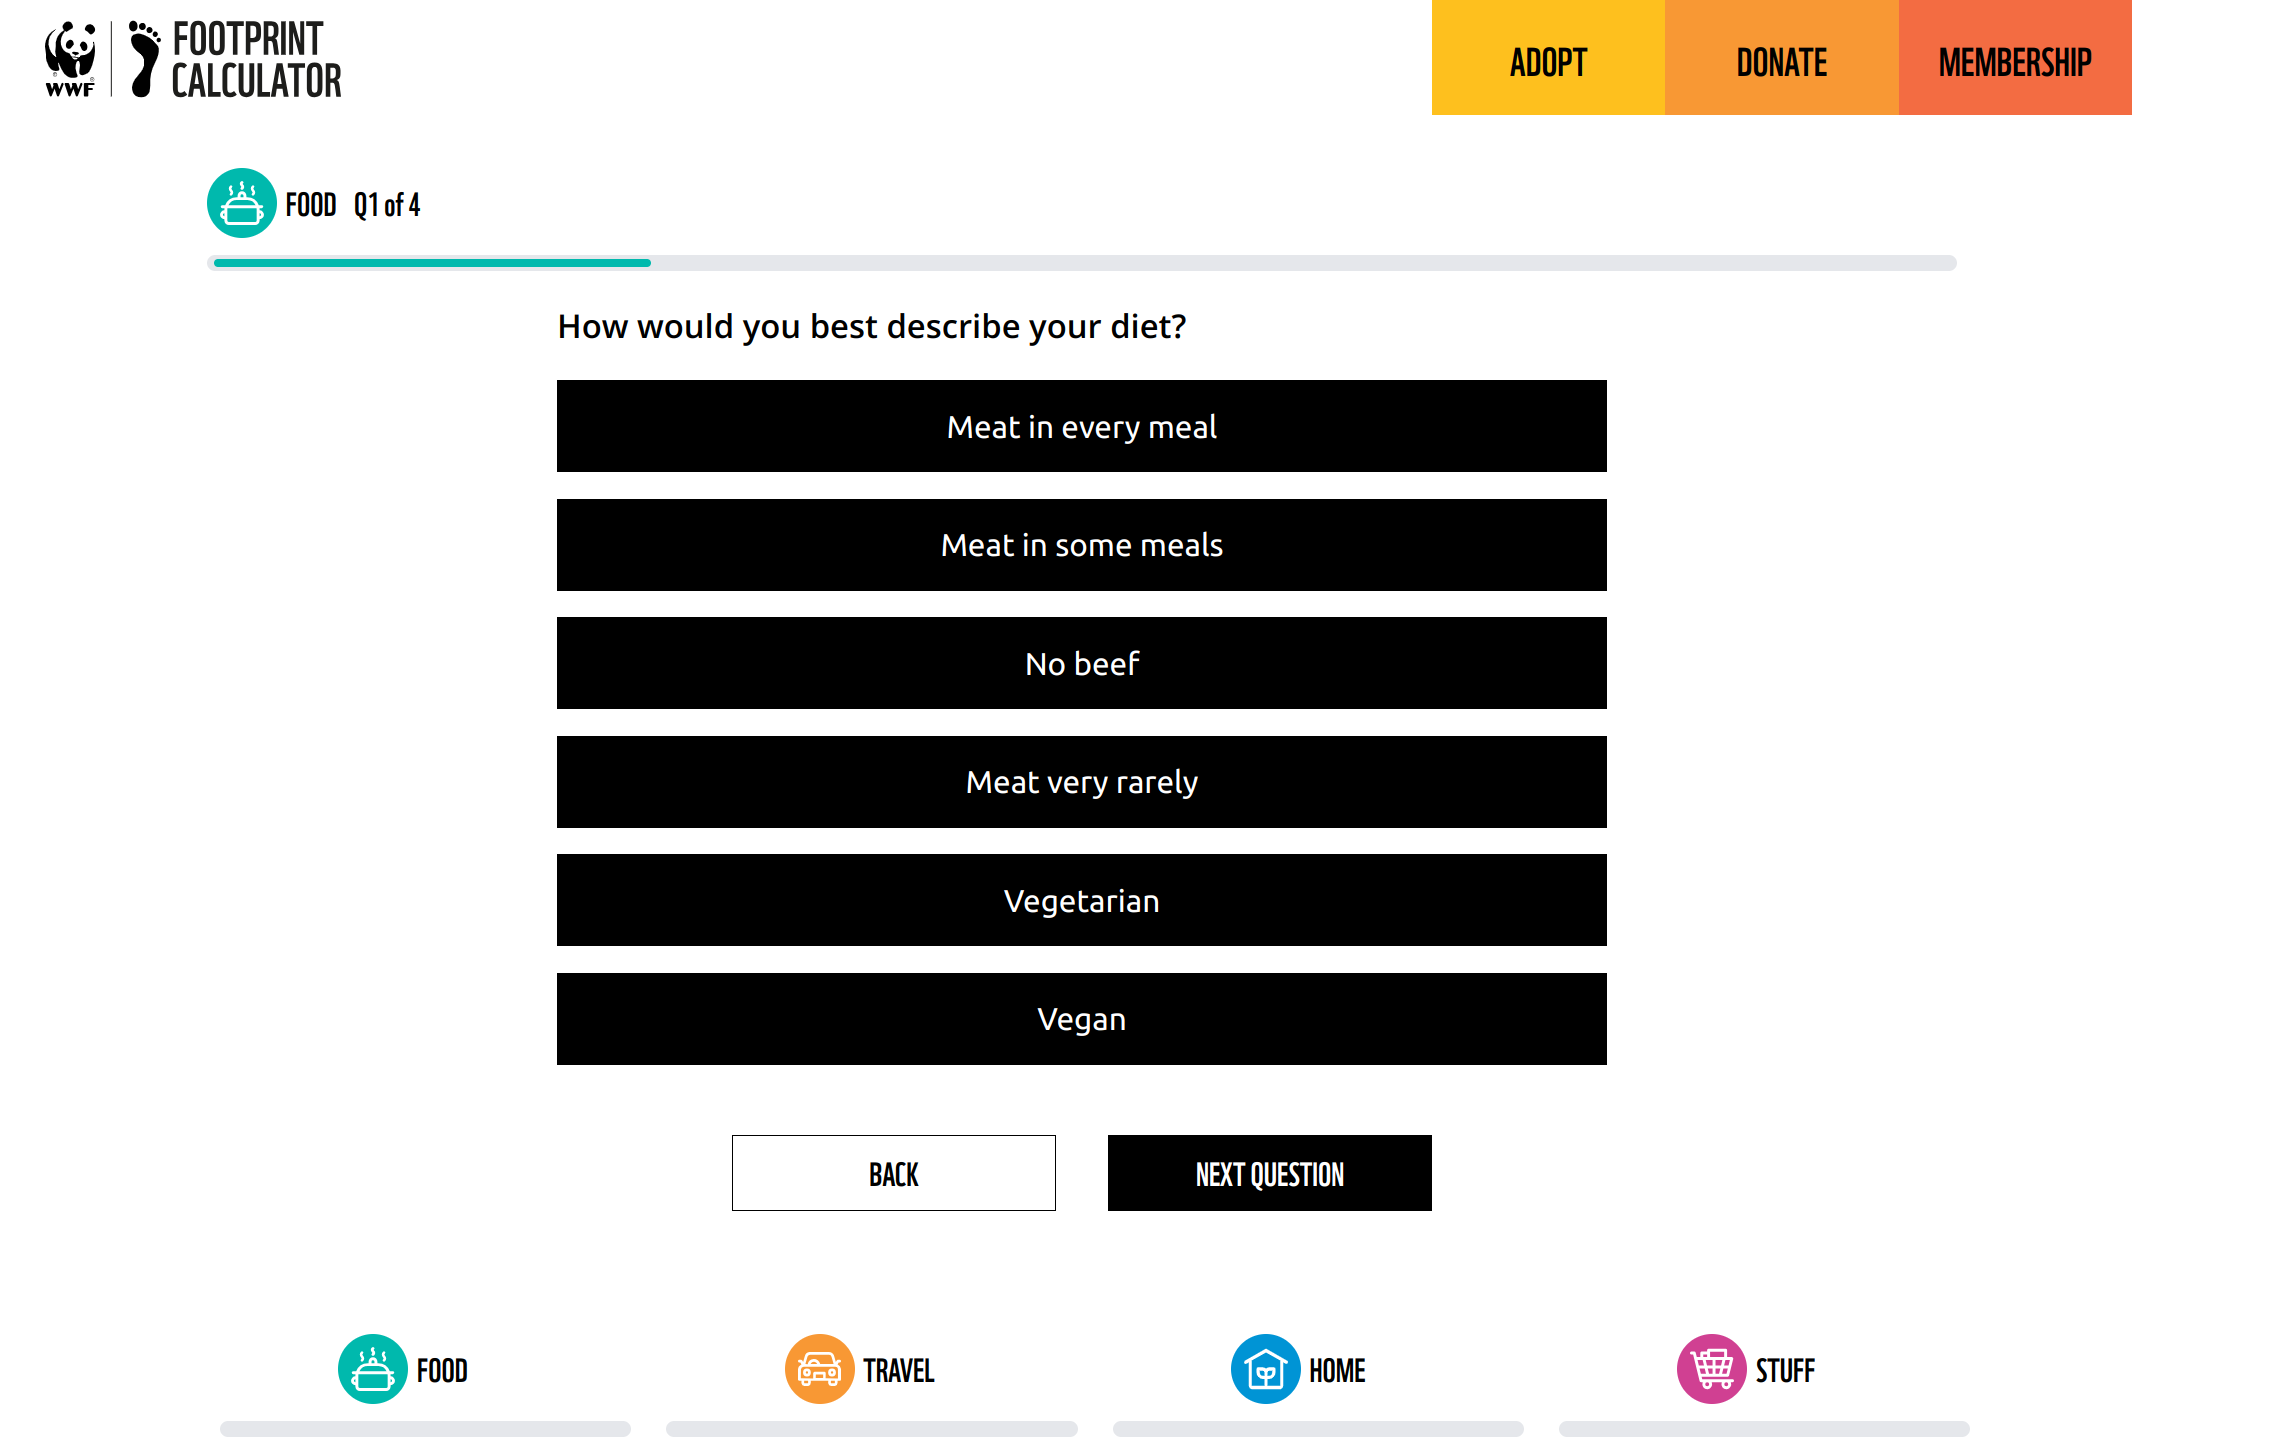 WWF
FOOTPRINT
CALCULATOR
ADOPT
DONATE
MEMBERSHIP
FOOD Q1 of 4
How would you best describe your diet?
Meat in every meal
Meat in some meals
No beef
Meat very rarely
Vegetarian
Vegan
BACK
NEXT QUESTION
FOOD
TRAVEL
HOME
STUFF